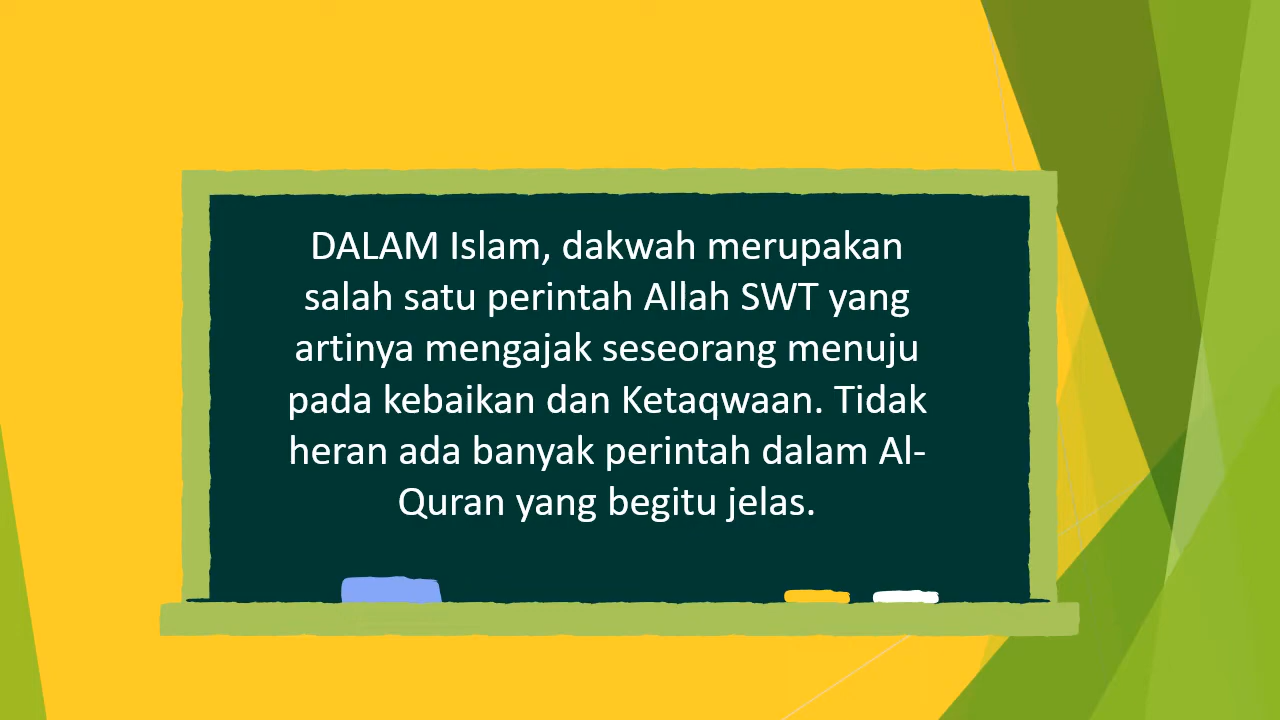 DALAM Islam, dakwah merupakan
salah satu perintah Allah SWT yang
artinya mengajak seseorang menuju
pada kebaikan dan Ketaqwaan. Tidak
heran ada banyak perintah dalam Al-
Quran yang begitu jelas.